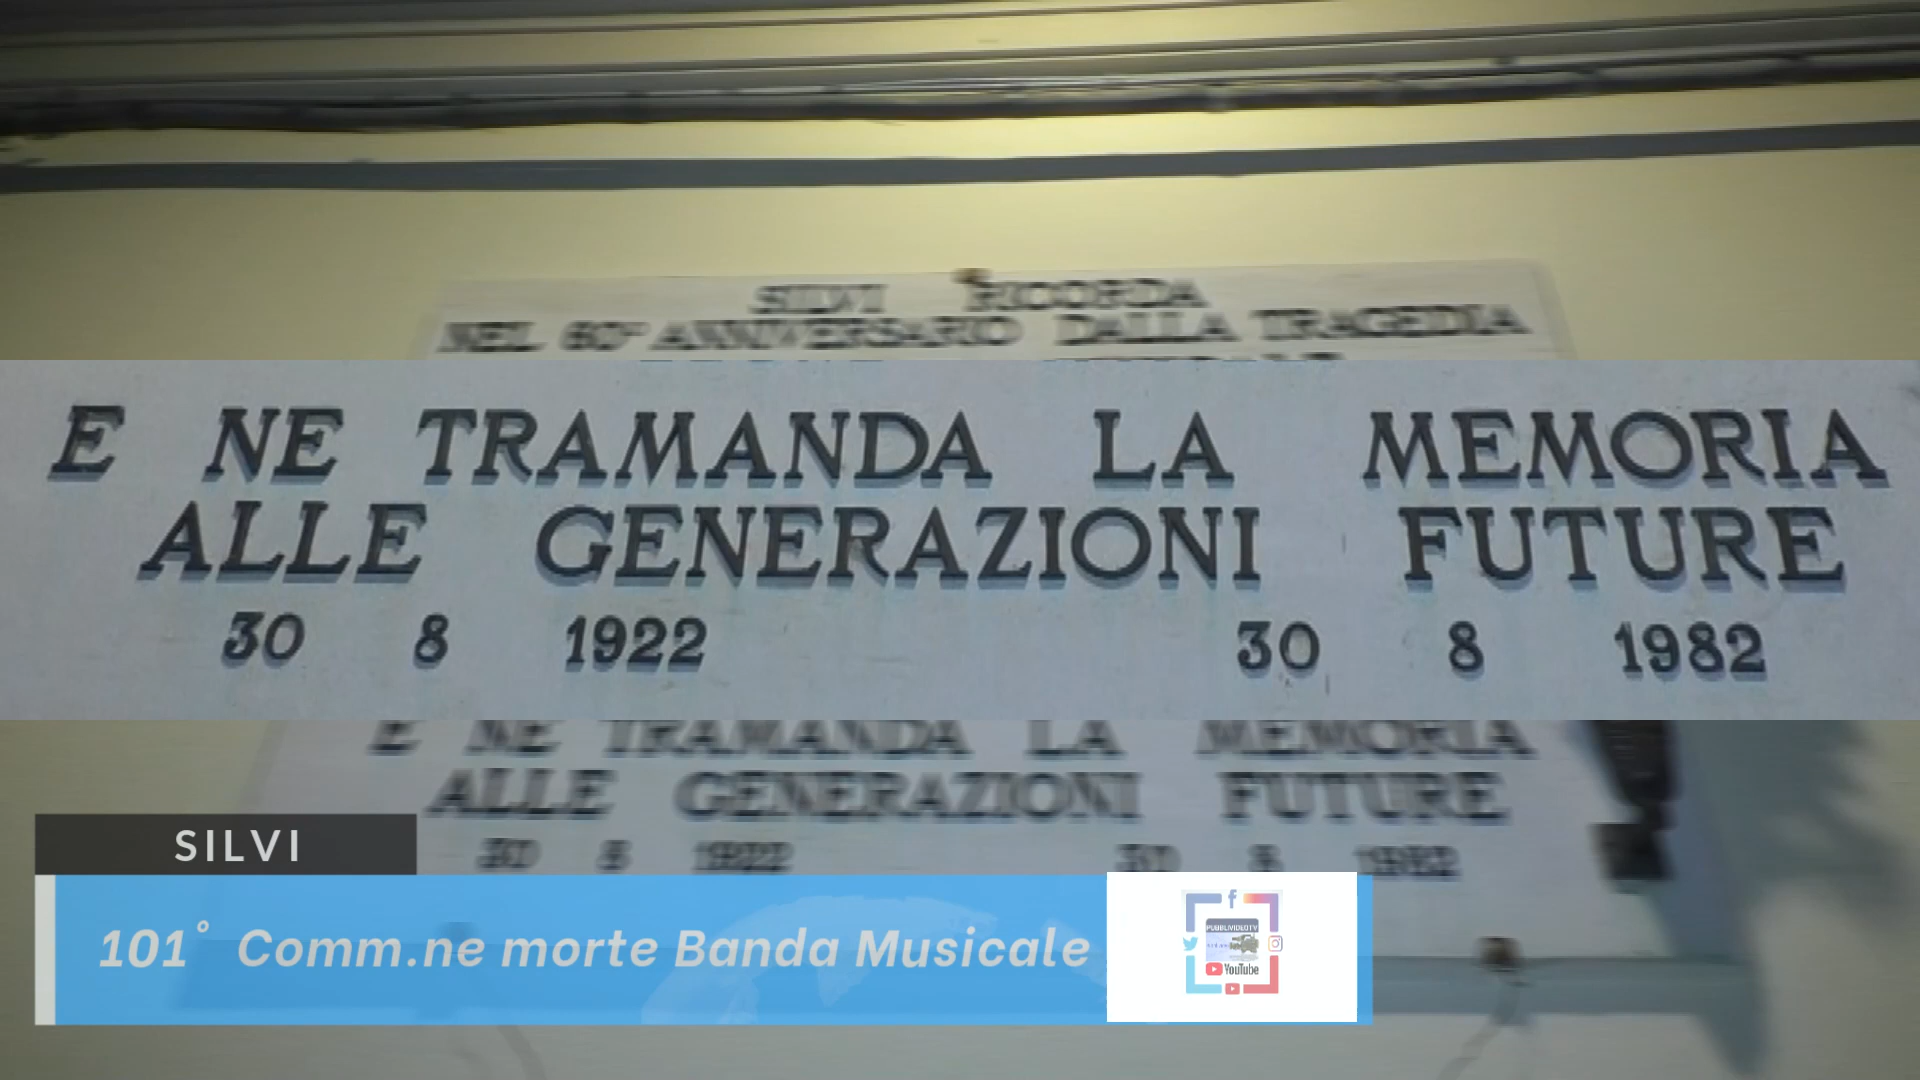 SILVI RICORDA
NEL 60° ANNIVERSARIO DALLA TRAGEDIA
E NE TRAMANDA LA MEMORIA
ALLE GENERAZIONI FUTURE
30 8 1922 30 8 1982
E NE TRAMANDA LA MEMORIA
ALLE GENERAZIONI FUTURE
30 8 1922 30 8 1982
SILVI
101° Comm.ne morte Banda Musicale
PUBBLIVIDEOTV
YouTube